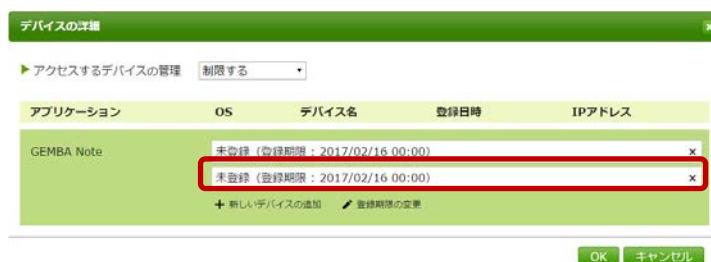 デバイスの詳細
x
アクセスするデバイスの管理 制限する
アプリケーション OS デバイス名 登録日時 IPアドレス
GEMBA Note 未登録（登録期限：2017/02/16 00:00） x
未登録（登録期限：2017/02/16 00:00） x
+ 新しいデバイスの追加 登録期限の変更
OK キャンセル